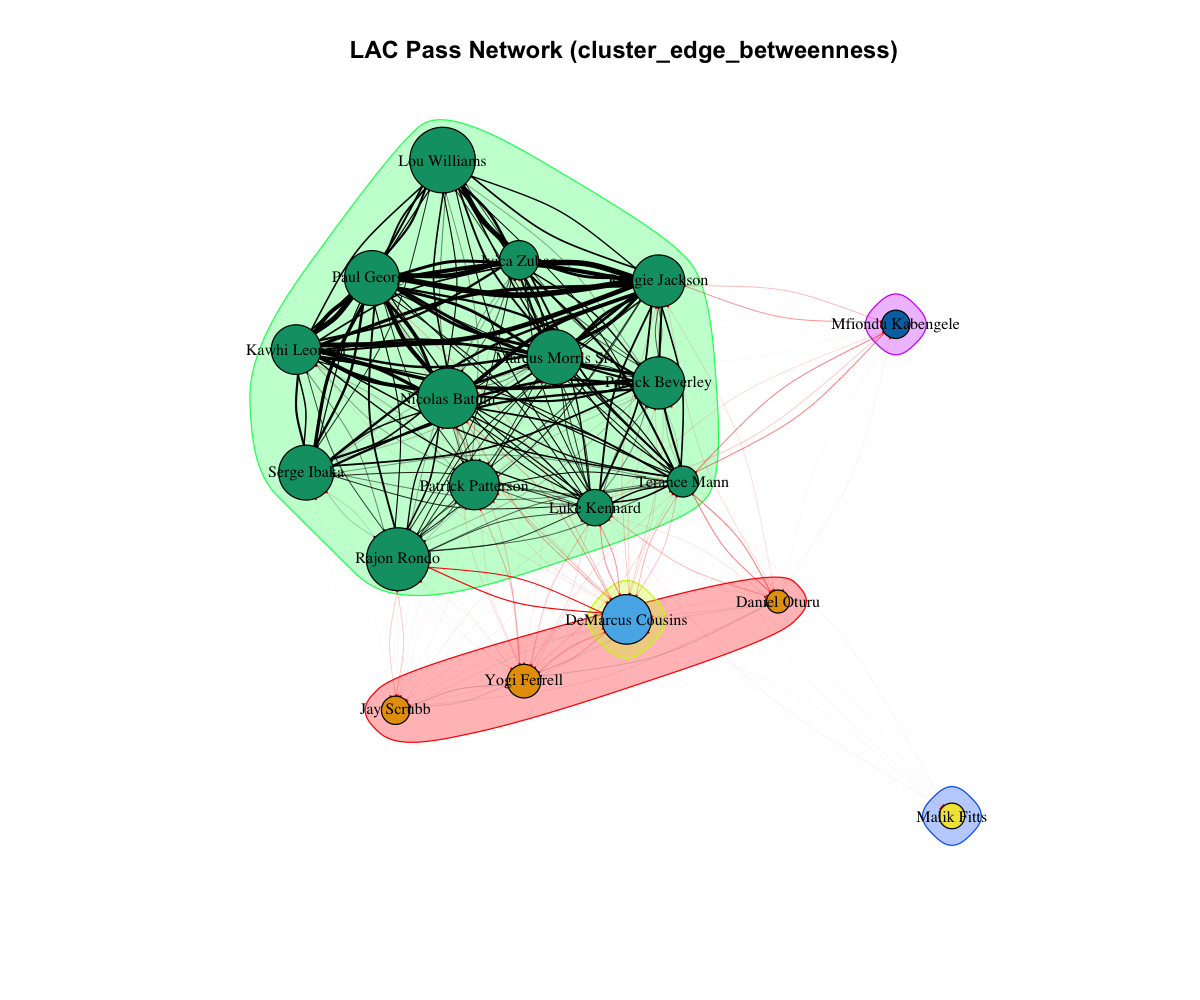 LAC Pass Network (cluster_edge_betweenness)
Lou Williams
Ivica Zubac
Paul George
Reggie Jackson
Mfiondu Kabengele
Kawhi Leonard
Marcus Morris Sr.
Patrick Beverley
Nicolas Batum
Serge Ibaka
Patrick Patterson
Terance Mann
Luke Kennard
Rajon Rondo
Daniel Oturu
DeMarcus Cousins
Yogi Ferrell
Jay Scrubb
Malik Fitts